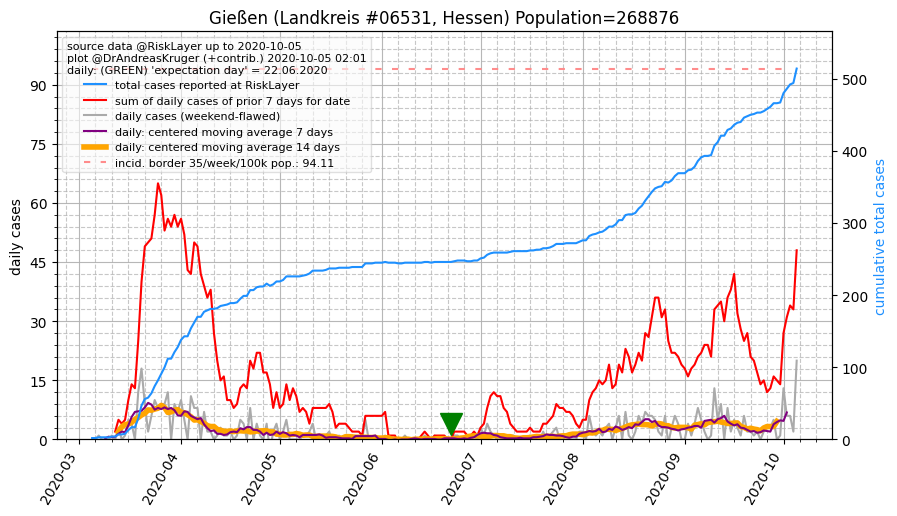 Gießen (Landkreis #06531, Hessen) Population=268876
source data @RiskLayer up to 2020-10-05
plot @DrAndreasKruger (+contrib.) 2020-10-05 02:01
daily: (GREEN) 'expectation day' = 22.06.2020
total cases reported at RiskLayer
sum of daily cases of prior 7 days for date
daily cases (weekend-flawed)
daily: centered moving average 7 days
daily: centered moving average 14 days
incid. border 35/week/100k pop.: 94.11
daily cases
90
75
60
45
30
15
0
cumulative total cases
500
400
300
200
100
0
2020-03
2020-04
2020-05
2020-06
2020-07
2020-08
2020-09
2020-10